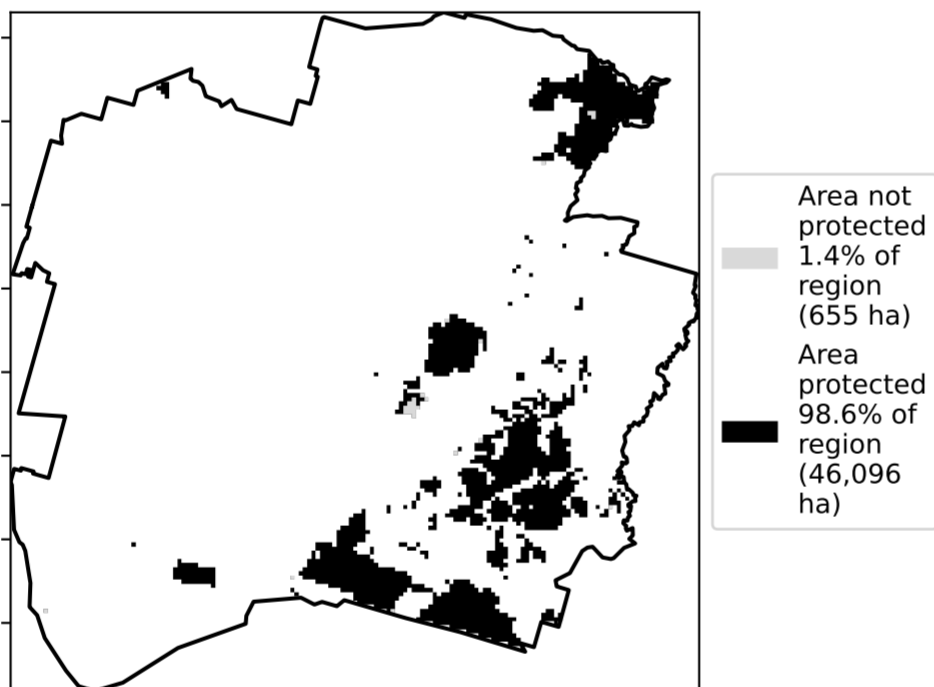 Area not
protected
1.4% of
region
(655 ha)
Area
protected
98.6% of
region
(46,096
ha)